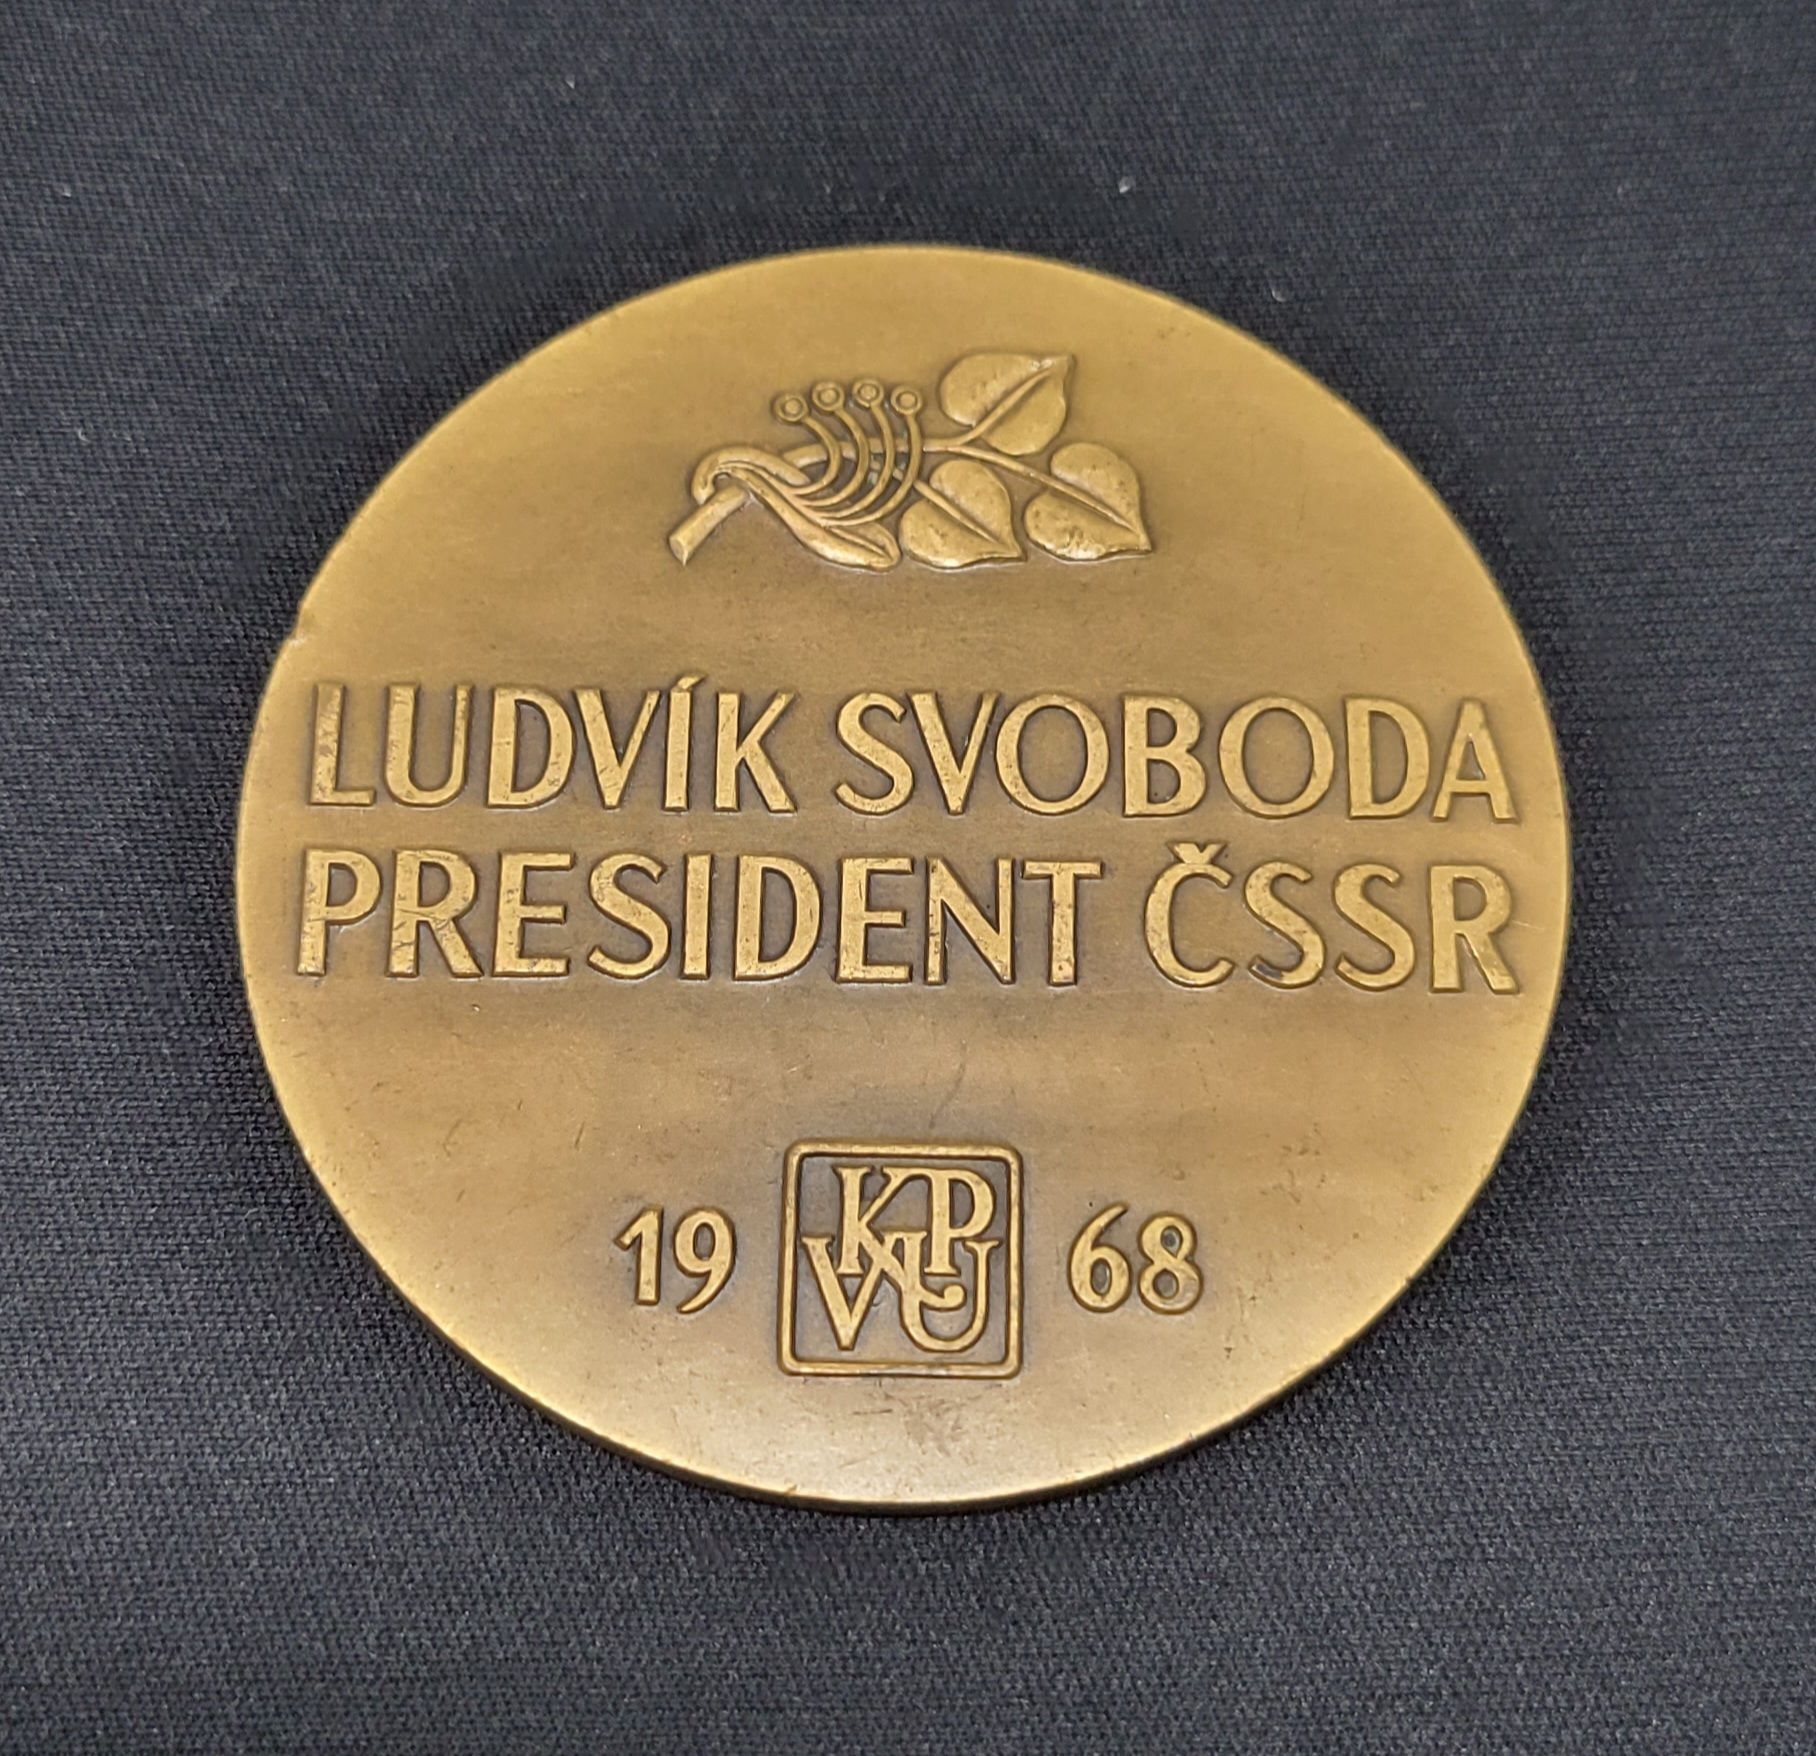 LUDVÍK SVOBODA
PRESIDENT ČSSR
19 KPVU 68